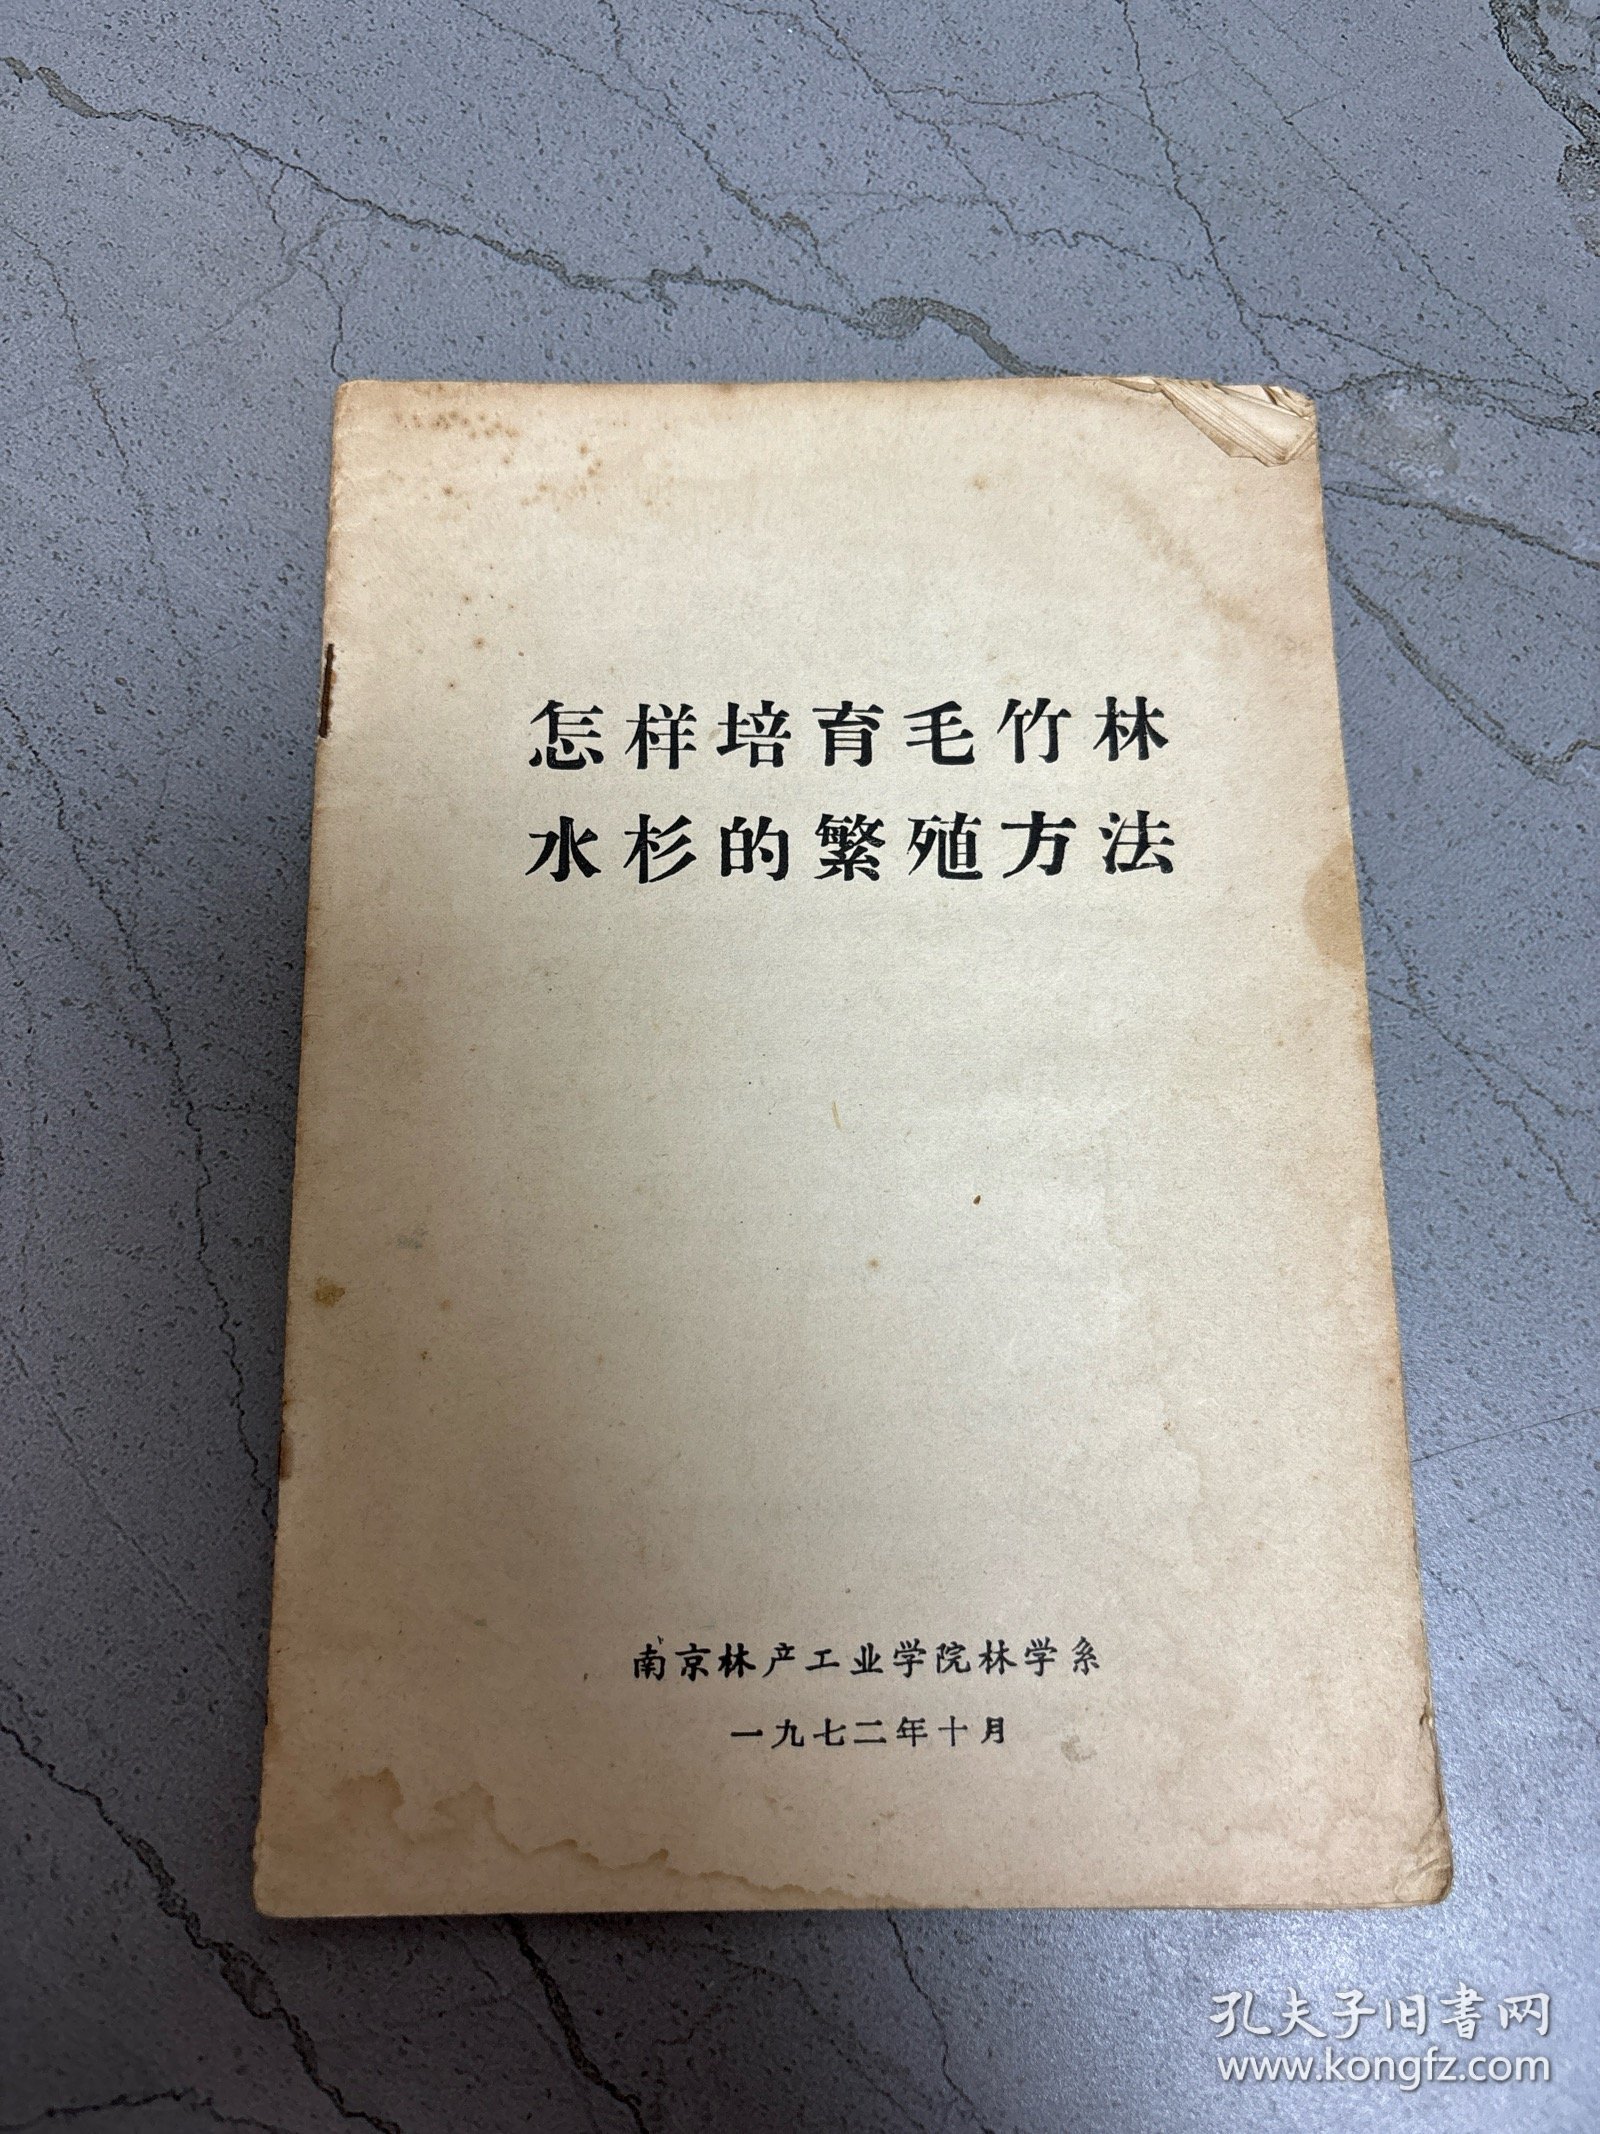 怎样培育毛竹林
水杉的繁殖方法
南京林产工业学院林学系
一九七二年十月
孔夫子旧書网
www.kongfz.com